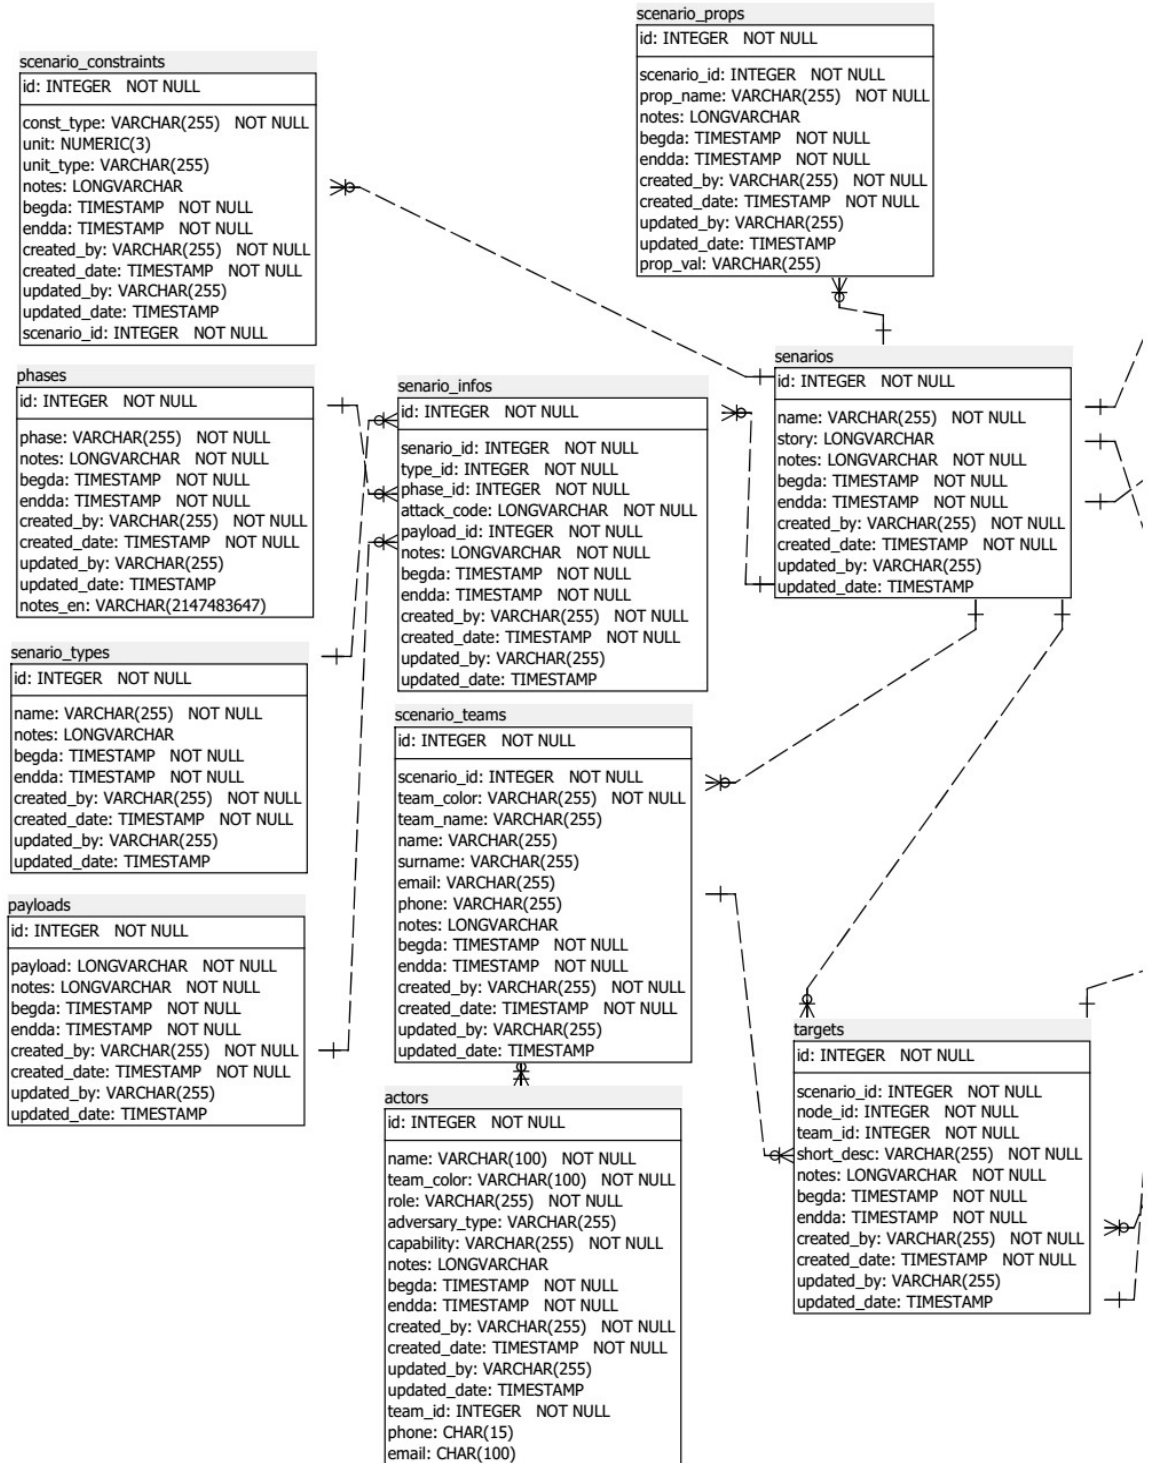 scenario_props
id: INTEGER NOT NULL
scenario_id: INTEGER NOT NULL
prop_name: VARCHAR(255) NOT NULL
notes: LONGVARCHAR
begda: TIMESTAMP NOT NULL
endda: TIMESTAMP NOT NULL
created_by: VARCHAR(255) NOT NULL
created_date: TIMESTAMP NOT NULL
updated_by: VARCHAR(255)
updated_date: TIMESTAMP
prop_val: VARCHAR(255)
scenario_constraints
id: INTEGER NOT NULL
const_type: VARCHAR(255) NOT NULL
unit: NUMERIC(3)
unit_type: VARCHAR(255)
notes: LONGVARCHAR
begda: TIMESTAMP NOT NULL
endda: TIMESTAMP NOT NULL
created_by: VARCHAR(255) NOT NULL
created_date: TIMESTAMP NOT NULL
updated_by: VARCHAR(255)
updated_date: TIMESTAMP
scenario_id: INTEGER NOT NULL
phases
id: INTEGER NOT NULL
phase: VARCHAR(255) NOT NULL
notes: LONGVARCHAR NOT NULL
begda: TIMESTAMP NOT NULL
endda: TIMESTAMP NOT NULL
created_by: VARCHAR(255) NOT NULL
created_date: TIMESTAMP NOT NULL
updated_by: VARCHAR(255)
updated_date: TIMESTAMP
notes_en: VARCHAR(2147483647)
senario_infos
id: INTEGER NOT NULL
senario_id: INTEGER NOT NULL
type_id: INTEGER NOT NULL
phase_id: INTEGER NOT NULL
attack_code: LONGVARCHAR NOT NULL
payload_id: INTEGER NOT NULL
notes: LONGVARCHAR NOT NULL
begda: TIMESTAMP NOT NULL
endda: TIMESTAMP NOT NULL
created_by: VARCHAR(255) NOT NULL
created_date: TIMESTAMP NOT NULL
updated_by: VARCHAR(255)
updated_date: TIMESTAMP
senarios
id: INTEGER NOT NULL
name: VARCHAR(255) NOT NULL
story: LONGVARCHAR
notes: LONGVARCHAR NOT NULL
begda: TIMESTAMP NOT NULL
endda: TIMESTAMP NOT NULL
created_by: VARCHAR(255) NOT NULL
created_date: TIMESTAMP NOT NULL
updated_by: VARCHAR(255)
updated_date: TIMESTAMP
senario_types
id: INTEGER NOT NULL
name: VARCHAR(255) NOT NULL
notes: LONGVARCHAR
begda: TIMESTAMP NOT NULL
endda: TIMESTAMP NOT NULL
created_by: VARCHAR(255) NOT NULL
created_date: TIMESTAMP NOT NULL
updated_by: VARCHAR(255)
updated_date: TIMESTAMP
scenario_teams
id: INTEGER NOT NULL
scenario_id: INTEGER NOT NULL
team_color: VARCHAR(255) NOT NULL
team_name: VARCHAR(255)
name: VARCHAR(255)
surname: VARCHAR(255)
email: VARCHAR(255)
phone: VARCHAR(255)
notes: LONGVARCHAR
begda: TIMESTAMP NOT NULL
endda: TIMESTAMP NOT NULL
created_by: VARCHAR(255) NOT NULL
created_date: TIMESTAMP NOT NULL
updated_by: VARCHAR(255)
updated_date: TIMESTAMP
payloads
id: INTEGER NOT NULL
payload: LONGVARCHAR NOT NULL
notes: LONGVARCHAR NOT NULL
begda: TIMESTAMP NOT NULL
endda: TIMESTAMP NOT NULL
created_by: VARCHAR(255) NOT NULL
created_date: TIMESTAMP NOT NULL
updated_by: VARCHAR(255)
updated_date: TIMESTAMP
targets
id: INTEGER NOT NULL
scenario_id: INTEGER NOT NULL
node_id: INTEGER NOT NULL
team_id: INTEGER NOT NULL
short_desc: VARCHAR(255) NOT NULL
notes: LONGVARCHAR NOT NULL
begda: TIMESTAMP NOT NULL
endda: TIMESTAMP NOT NULL
created_by: VARCHAR(255) NOT NULL
created_date: TIMESTAMP NOT NULL
updated_by: VARCHAR(255)
updated_date: TIMESTAMP
actors
id: INTEGER NOT NULL
name: VARCHAR(100) NOT NULL
team_color: VARCHAR(100) NOT NULL
role: VARCHAR(255) NOT NULL
adversary_type: VARCHAR(255)
capability: VARCHAR(255) NOT NULL
notes: LONGVARCHAR
begda: TIMESTAMP NOT NULL
endda: TIMESTAMP NOT NULL
created_by: VARCHAR(255) NOT NULL
created_date: TIMESTAMP NOT NULL
updated_by: VARCHAR(255)
updated_date: TIMESTAMP
team_id: INTEGER NOT NULL
phone: CHAR(15)
email: CHAR(100)